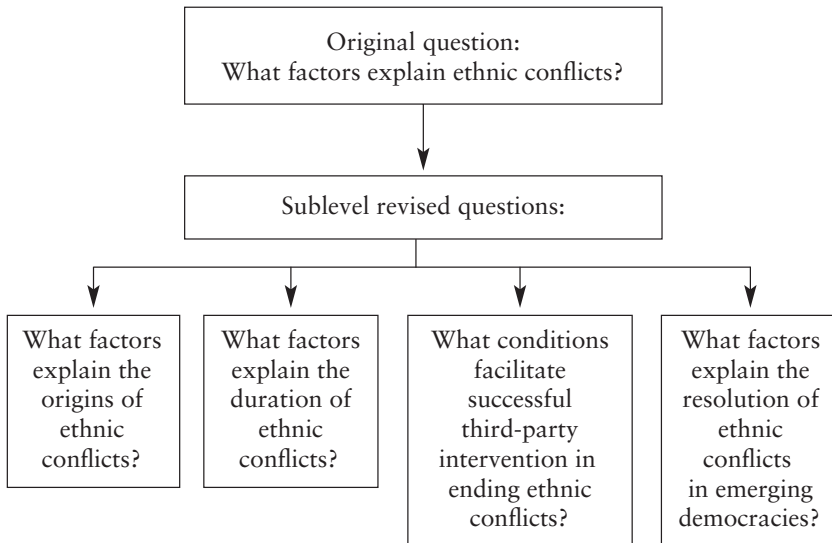 Original question:
What factors explain ethnic conflicts?
Sublevel revised questions:
What factors
explain the
origins of
ethnic
conflicts?
What factors
explain the
duration of
ethnic
conflicts?
What conditions
facilitate
successful
third-party
intervention in
ending ethnic
conflicts?
What factors
explain the
resolution of
ethnic
conflicts
in emerging
democracies?